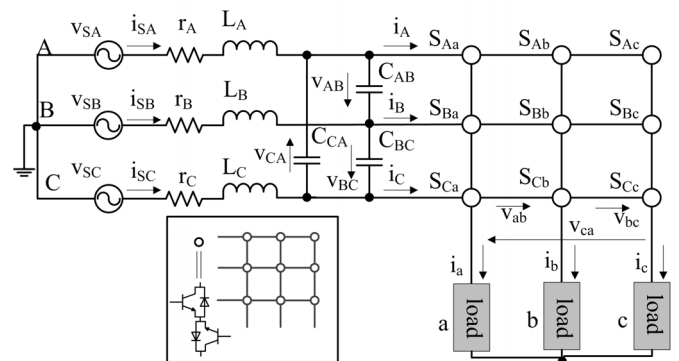 v_SA i_SA r_A L_A i_A S_Aa S_Ab S_Ac
A
v_AB C_AB
B v_SB i_SB r_B L_B i_B S_Ba S_Bb S_Bc
v_CA C_CA v_BC C_BC
C v_SC i_SC r_C L_C i_C S_Ca S_Cb S_Cc
v_ab v_bc
v_ca
i_a i_b i_c
a load b load c load